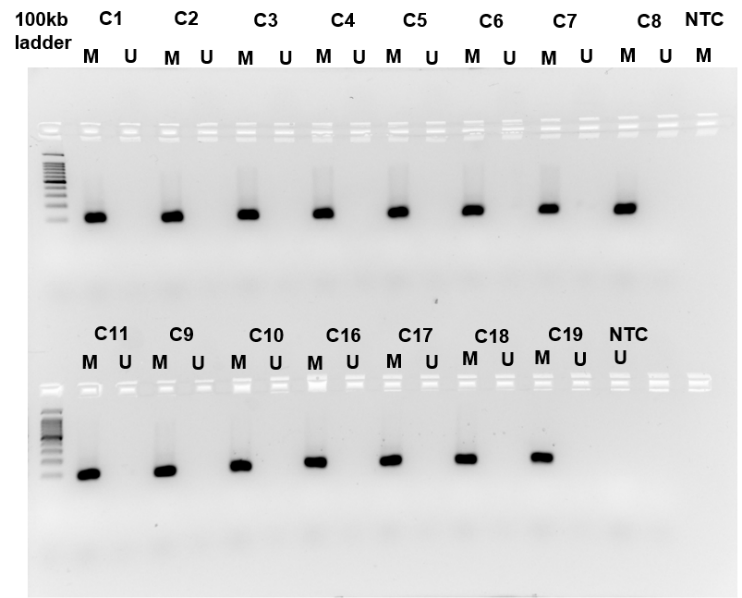 100kb C1 C2 C3 C4 C5 C6 C7 C8 NTC
ladder M U M U M U M U M U M U M U M U M
C11 C9 C10 C16 C17 C18 C19 NTC
M U M U M U M U M U M U M U U